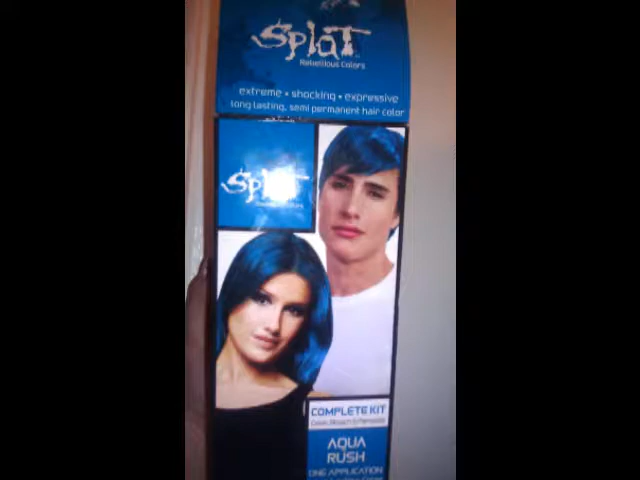 Splat
Rebellious Colors
extreme • shocking • expressive
long lasting, semi permanent hair color
Splat
COMPLETE KIT
AQUA
RUSH
ONE APPLICATION